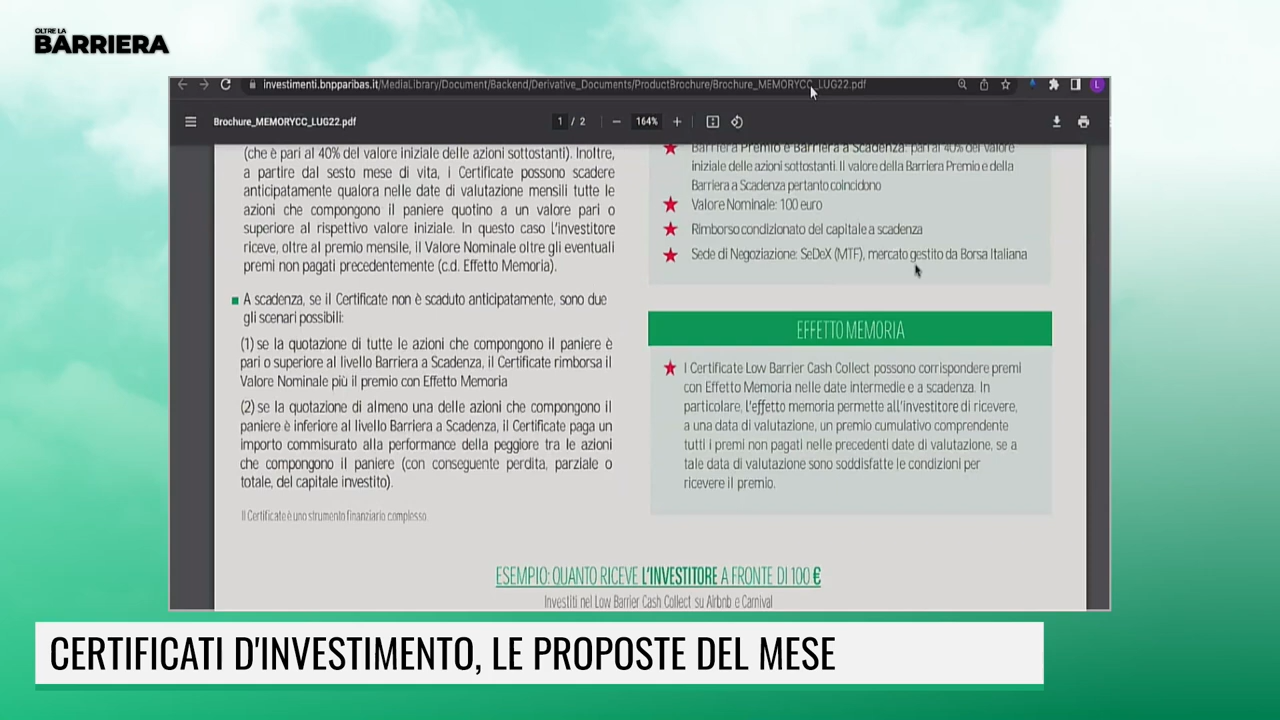 OLTRE LA
BARRIERA
investimenti.bnpparibas.it/MediaLibrary/Document/Backend/Derivative_Documents/ProductBrochure/Brochure_MEMORYCC_LUG22.pdf
L
Brochure_MEMORYCC_LUG22.pdf
1 / 2
164%
(che è pari al 40% del valore iniziale delle azioni sottostanti). Inoltre,
a partire dal sesto mese di vita, i Certificate possono scadere
anticipatamente qualora nelle date di valutazione mensili tutte le
azioni che compongono il paniere quotino a un valore pari o
superiore al rispettivo valore iniziale. In questo caso l'investitore
riceve, oltre al premio mensile, il Valore Nominale oltre gli eventuali
premi non pagati precedentemente (c.d. Effetto Memoria).
A scadenza, se il Certificate non è scaduto anticipatamente, sono due
gli scenari possibili:
(1) se la quotazione di tutte le azioni che compongono il paniere è
pari o superiore al livello Barriera a Scadenza, il Certificate rimborsa il
Valore Nominale più il premio con Effetto Memoria
(2) se la quotazione di almeno una delle azioni che compongono il
paniere è inferiore al livello Barriera a Scadenza, il Certificate paga un
importo commisurato alla performance della peggiore tra le azioni
che compongono il paniere (con conseguente perdita, parziale o
totale, del capitale investito).
Il Certificate è uno strumento finanziario complesso.
Barriera Premio e Barriera a Scadenza: pari al 40% del valore
iniziale delle azioni sottostanti. Il valore della Barriera Premio e della
Barriera a Scadenza pertanto coincidono
Valore Nominale: 100 euro
Rimborso condizionato del capitale a scadenza
Sede di Negoziazione: SeDeX (MTF), mercato gestito da Borsa Italiana
EFFETTO MEMORIA
I Certificate Low Barrier Cash Collect possono corrispondere premi
con Effetto Memoria nelle date intermedie e a scadenza. In
particolare, l'effetto memoria permette all'investitore di ricevere,
a una data di valutazione, un premio cumulativo comprendente
tutti i premi non pagati nelle precedenti date di valutazione, se a
tale data di valutazione sono soddisfatte le condizioni per
ricevere il premio.
ESEMPIO: QUANTO RICEVE L'INVESTITORE A FRONTE DI 100 €
Investiti nel Low Barrier Cash Collect su Airbnb e Carnival
CERTIFICATI D'INVESTIMENTO, LE PROPOSTE DEL MESE